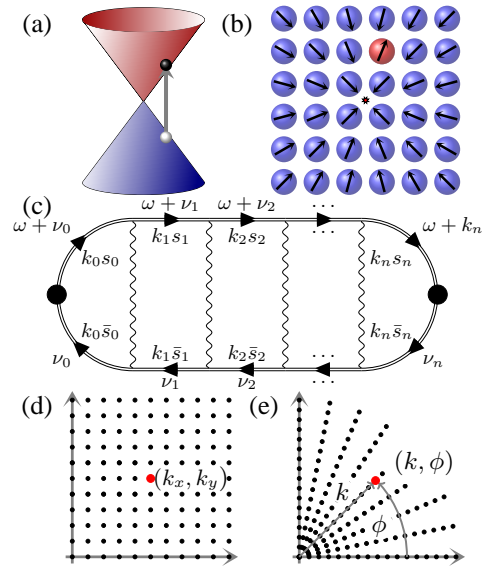 (a)
(b)
(c)
ω + ν₀
ω + ν₁
ω + ν₂
. . .
ω + kₙ
. . .
k₀s₀
k₁s₁
k₂s₂
kₙsₙ
k₀s̄₀
k₁s̄₁
k₂s̄₂
. . .
kₙs̄ₙ
ν₀
ν₁
ν₂
. . .
νₙ
(d)
(e)
(kₓ, kᵧ)
(k, ϕ)
k
ϕ